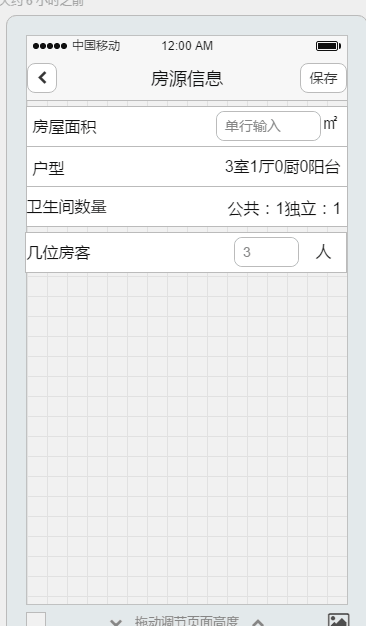 大约 6 小时之前
中国移动 12:00 AM
房源信息 保存
房屋面积 单行输入 ㎡
户型 3室1厅0厨0阳台
卫生间数量 公共：1独立：1
几位房客 3 人
拖动调节页面高度